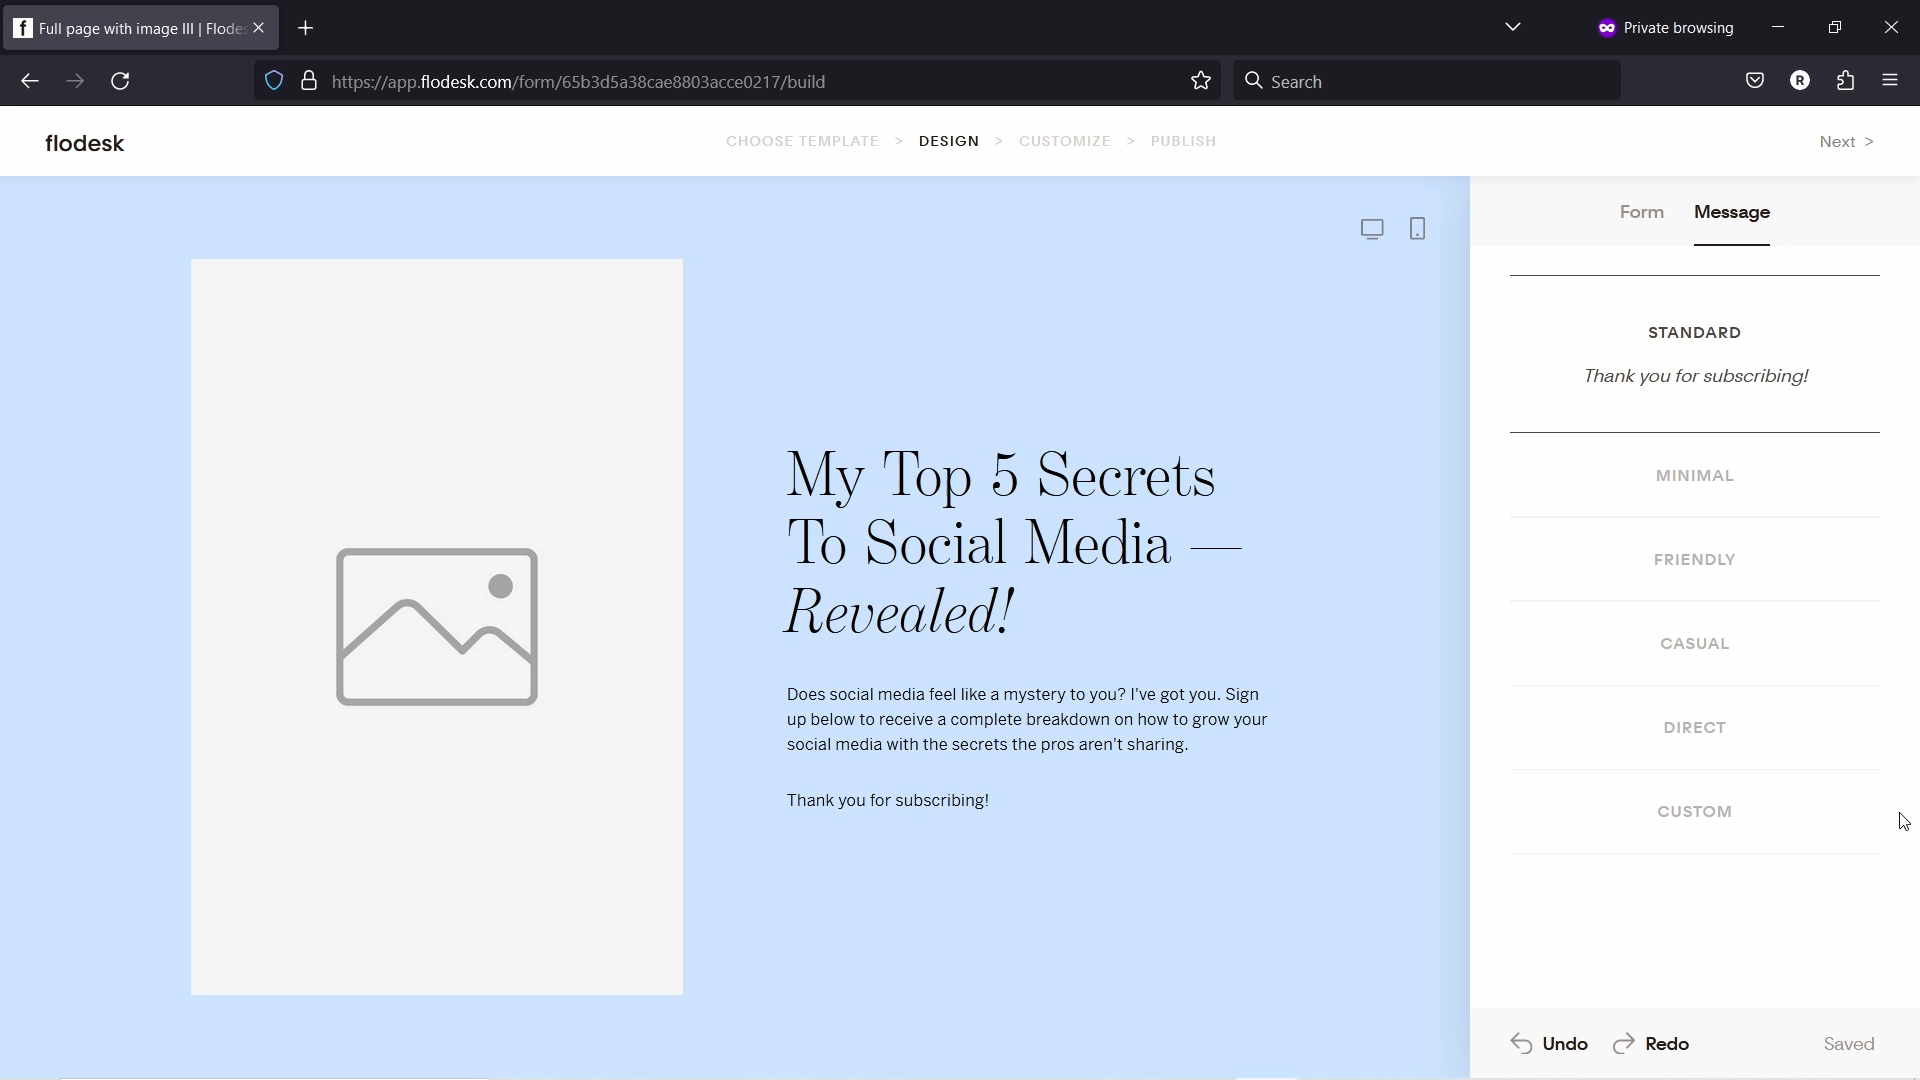 f Full page with image III | Flodes
Private browsing
https://app.flodesk.com/form/65b3d5a38cae8803acce0217/build
Search
R
flodesk
CHOOSE TEMPLATE > DESIGN > CUSTOMIZE > PUBLISH
Next >
Form Message
STANDARD
Thank you for subscribing!
MINIMAL
FRIENDLY
CASUAL
DIRECT
CUSTOM
My Top 5 Secrets
To Social Media —
Revealed!
Does social media feel like a mystery to you? I've got you. Sign
up below to receive a complete breakdown on how to grow your
social media with the secrets the pros aren't sharing.
Thank you for subscribing!
Undo Redo Saved